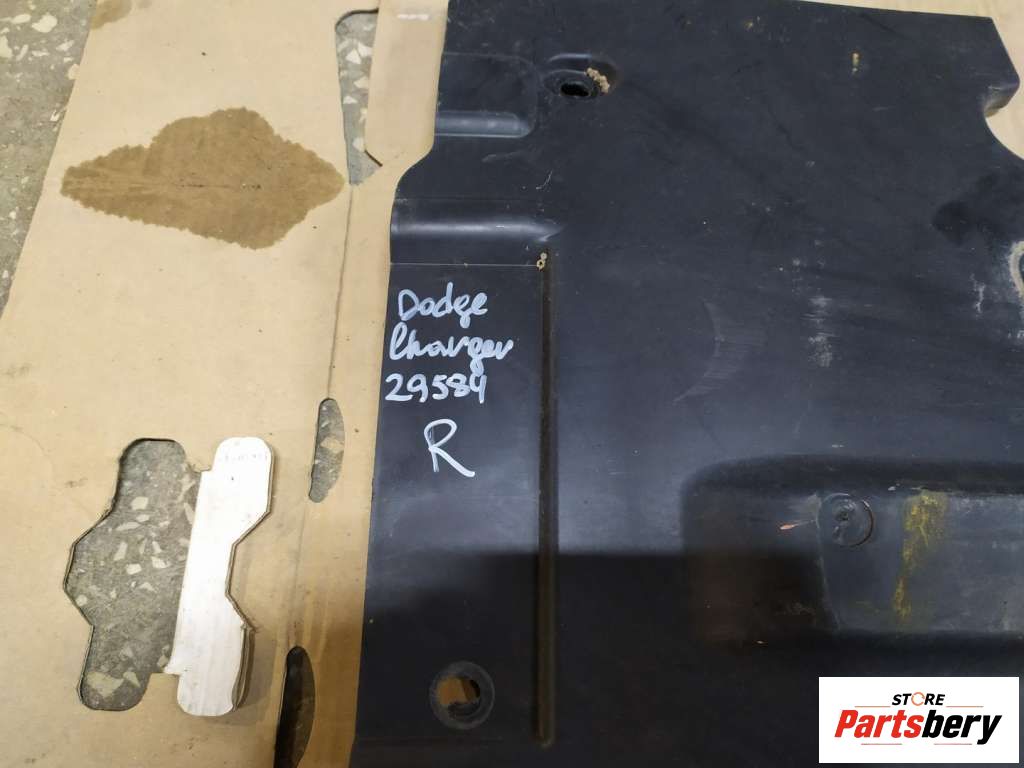 Dodge
Charger
29584
R
STORE
Partsbery